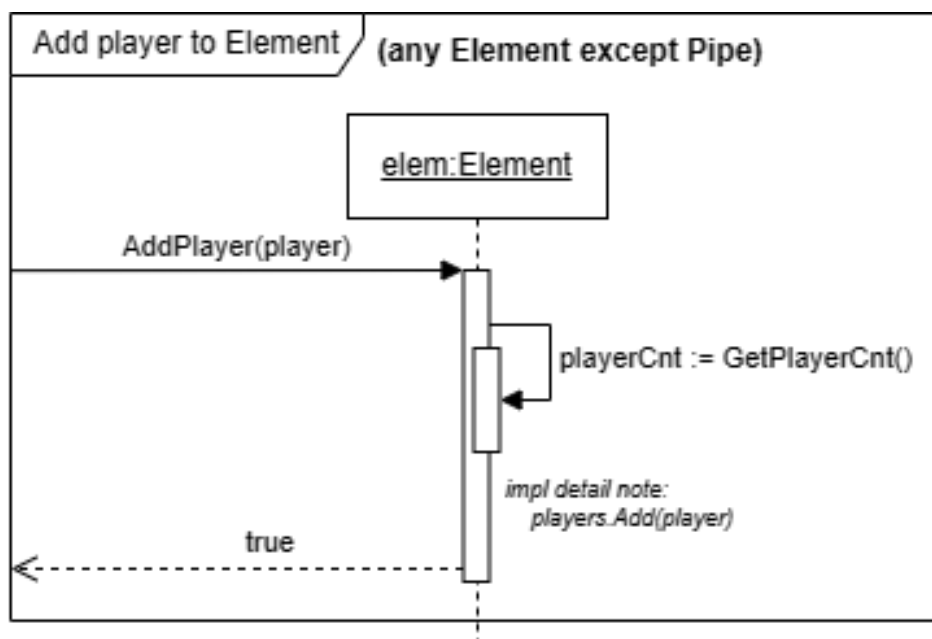 Add player to Element
(any Element except Pipe)
elem:Element
AddPlayer(player)
playerCnt := GetPlayerCnt()
impl detail note:
players.Add(player)
true